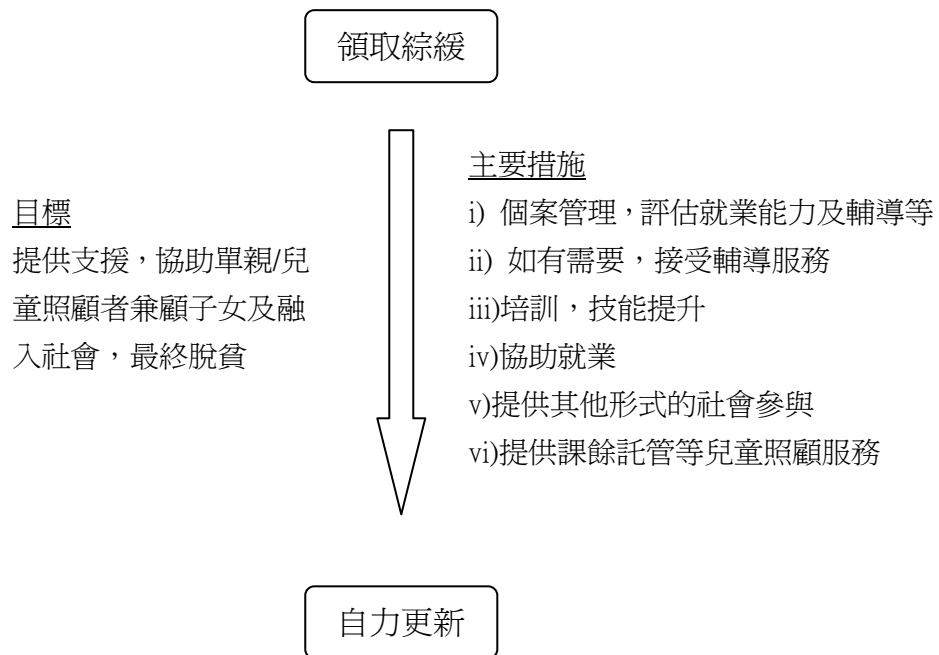 領取綜緩
目標
提供支援，協助單親/兒
童照顧者兼顧子女及融
入社會，最終脫貧
主要措施
i) 個案管理，評估就業能力及輔導等
ii) 如有需要，接受輔導服務
iii)培訓，技能提升
iv)協助就業
v)提供其他形式的社會參與
vi)提供課餘託管等兒童照顧服務
自力更新